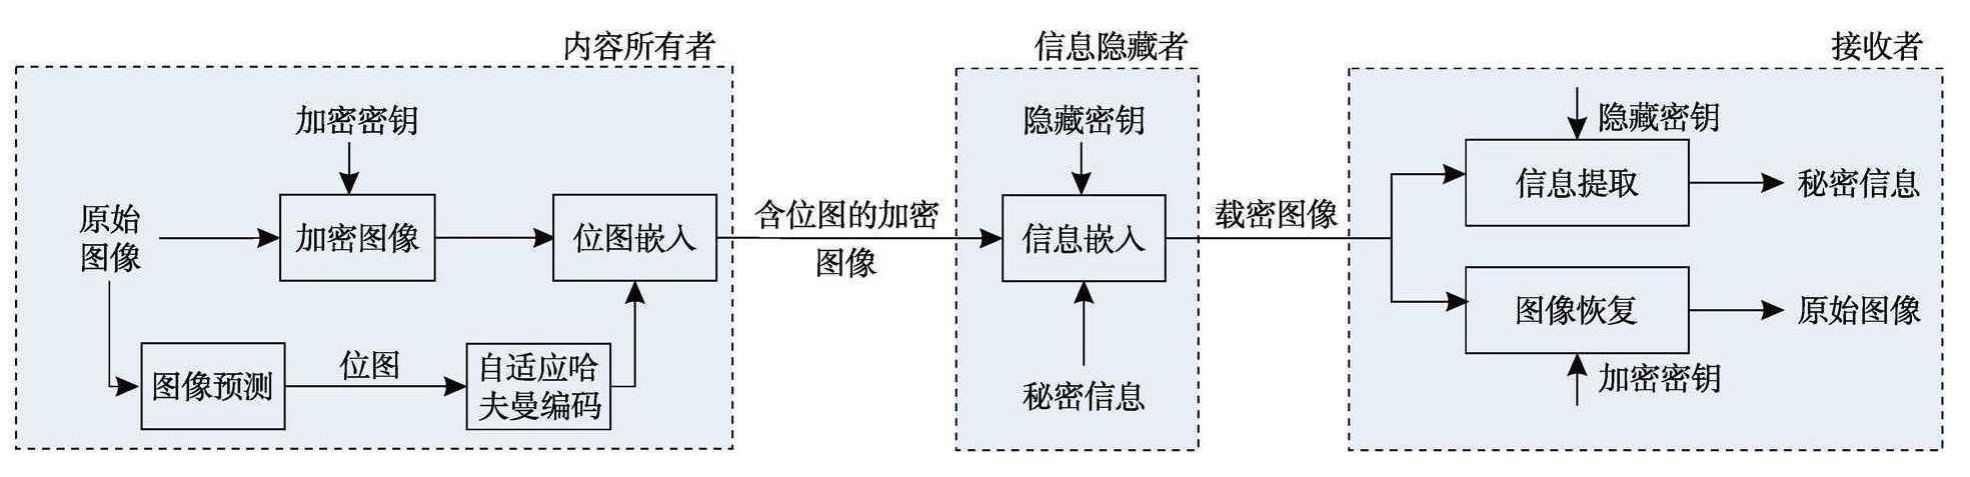 内容所有者
加密密钥
原始
图像
加密图像
位图嵌入
图像预测
位图
自适应哈
夫曼编码
含位图的加密
图像
信息隐藏者
隐藏密钥
信息嵌入
秘密信息
载密图像
接收者
隐藏密钥
信息提取
秘密信息
图像恢复
原始图像
加密密钥